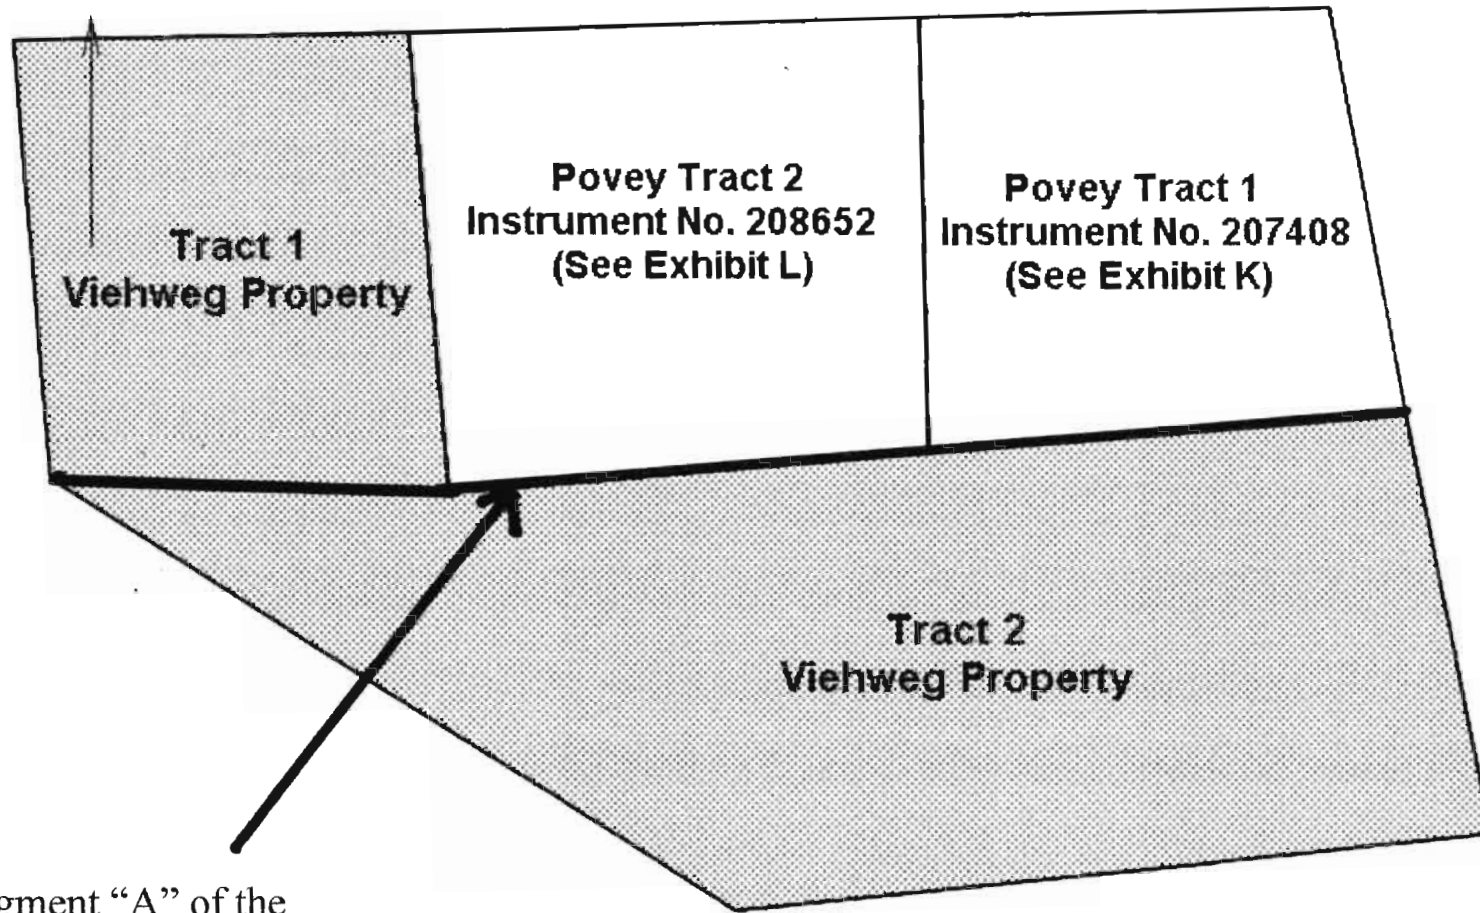 Povey Tract 2
Instrument No. 208652
(See Exhibit L)
Povey Tract 1
Instrument No. 207408
(See Exhibit K)
Tract 1
Viehweg Property
Tract 2
Viehweg Property
“A” of the